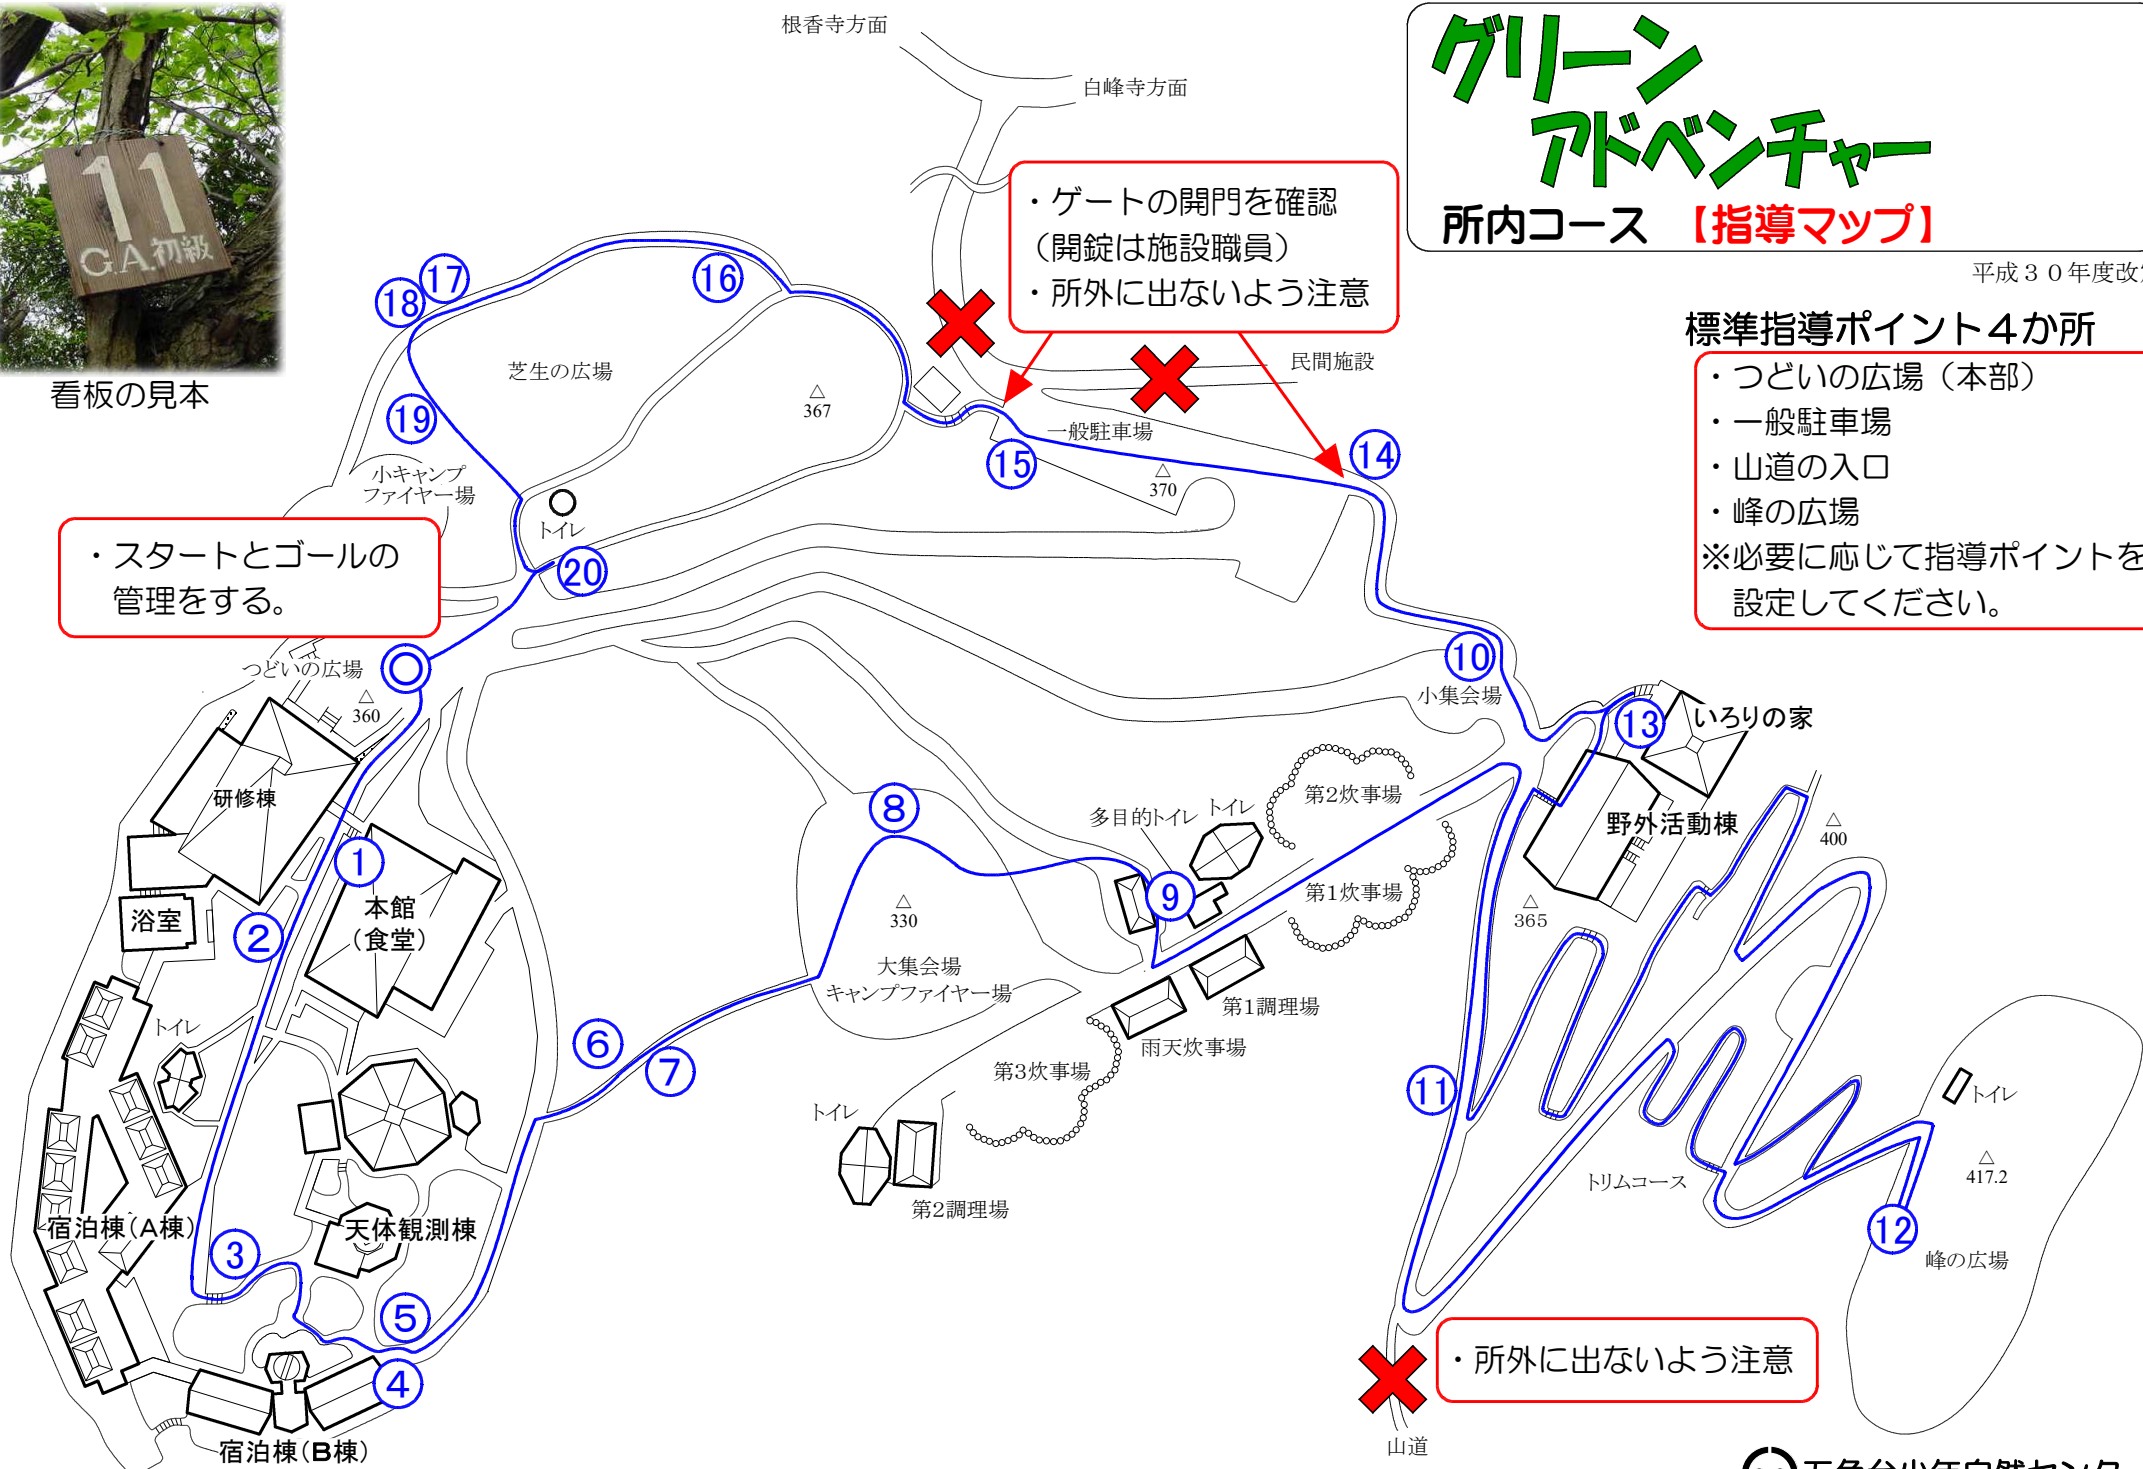 根香寺方面
白峰寺方面
グリーン
アドベンチャー
所内コース 【指導マップ】
平成30年度改
11
G.A.初級
看板の見本
・ゲートの開門を確認
（開錠は施設職員）
・所外に出ないよう注意
標準指導ポイント４か所
・つどいの広場（本部）
・一般駐車場
・山道の入口
・峰の広場
※必要に応じて指導ポイントを
設定してください。
民間施設
一般駐車場
△
370
⑭
⑮
⑯
⑰
⑱
⑲
芝生の広場
△
367
小キャンプ
ファイヤー場
トイレ
⑳
・スタートとゴールの
管理をする。
つどいの広場
△
360
⑩
小集会場
⑬
いろりの家
野外活動棟
△
400
△
365
研修棟
①
本館
（食堂）
②
浴室
⑧
△
330
大集会場
キャンプファイヤー場
多目的トイレ
トイレ
⑨
第2炊事場
第1炊事場
第1調理場
雨天炊事場
第3炊事場
トイレ
第2調理場
⑥
⑦
トイレ
宿泊棟（A棟）
③
天体観測棟
⑤
④
宿泊棟（B棟）
⑪
トリムコース
トイレ
△
417.2
⑫
峰の広場
・所外に出ないよう注意
山道
五色台少年自然センター